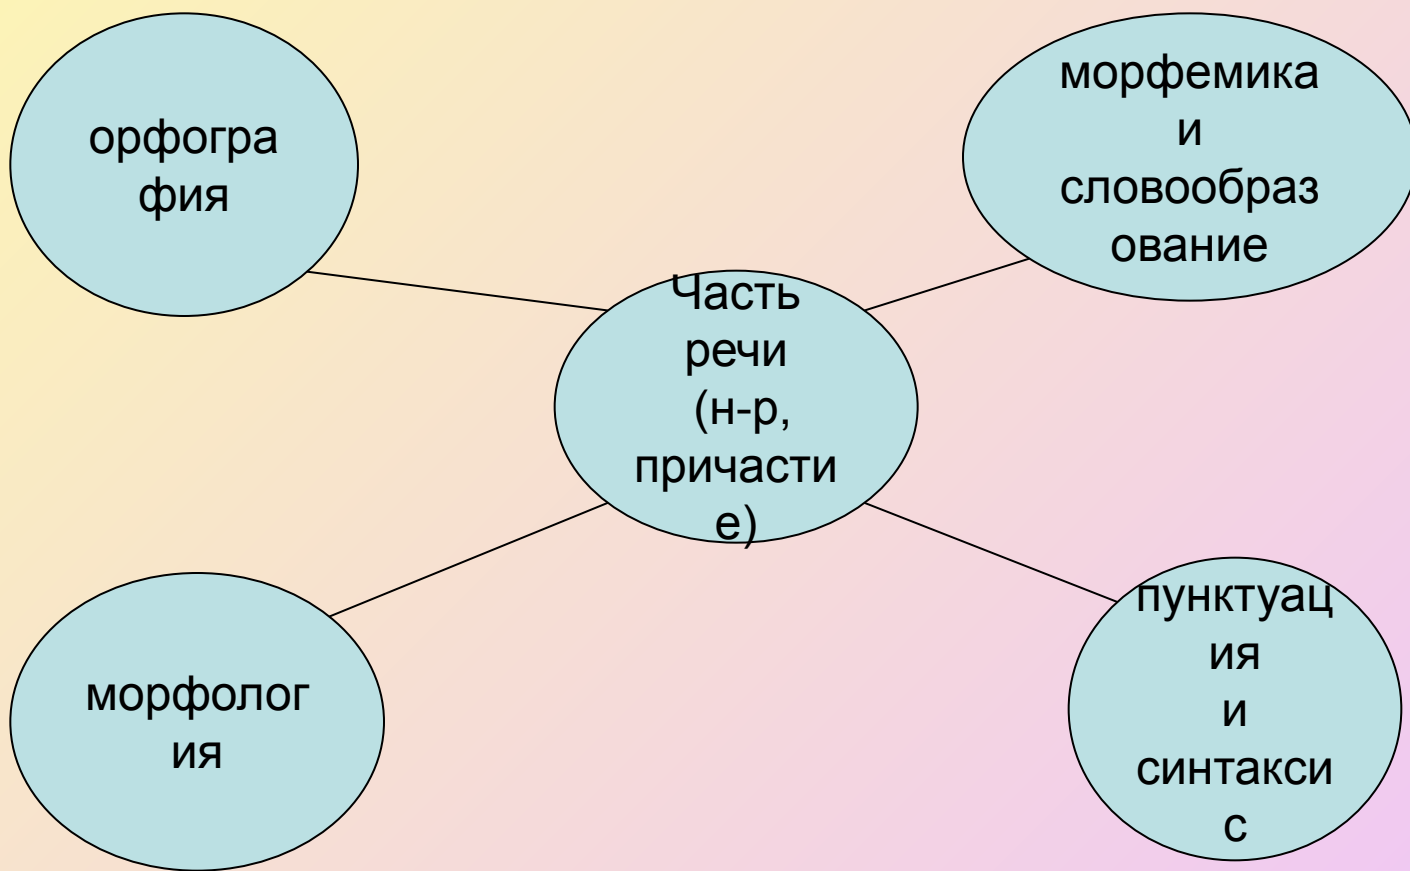 орфогра
фия
морфемика
и
словообраз
ование
Часть
речи
(н-р,
причасти
е)
морфолог
ия
пунктуац
ия
и
синтакси
с